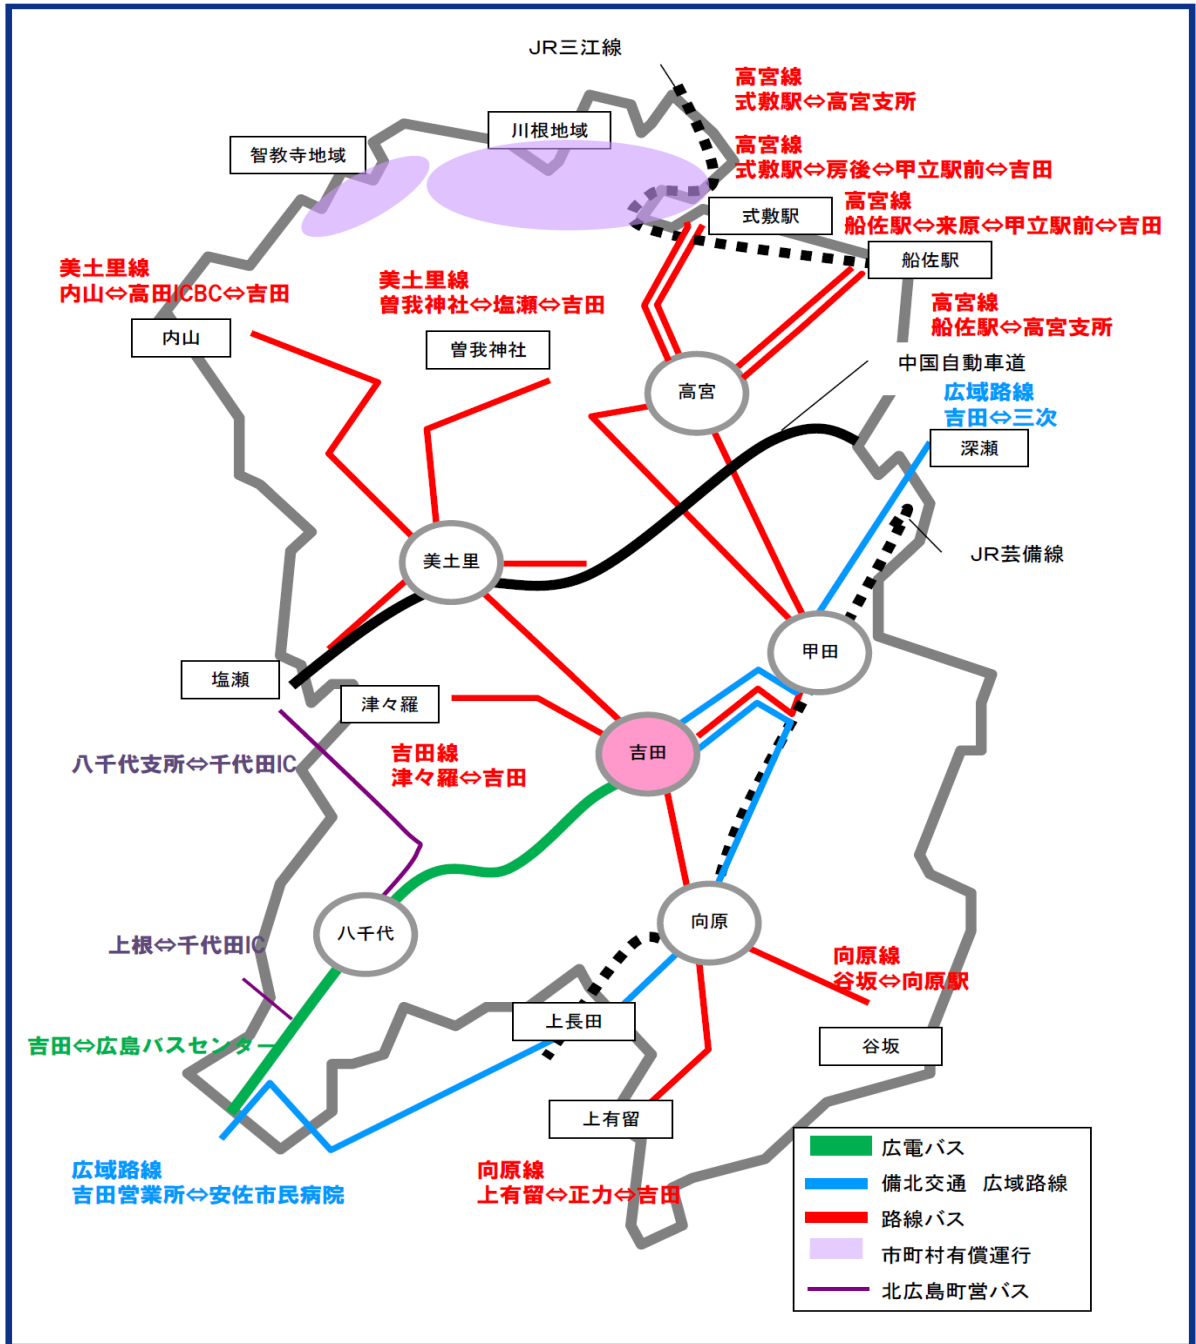 JR三江線
高宮線
式敷駅⇔高宮支所
川根地域
智教寺地域
高宮線
式敷駅⇔房後⇔甲立駅前⇔吉田
高宮線
船佐駅⇔来原⇔甲立駅前⇔吉田
式敷駅
船佐駅
美土里線
内山⇔高田ICBC⇔吉田
美土里線
曽我神社⇔塩瀬⇔吉田
高宮線
船佐駅⇔高宮支所
内山
曽我神社
中国自動車道
高宮
広域路線
吉田⇔三次
深瀬
美土里
JR芸備線
甲田
塩瀬
津々羅
吉田
吉田線
津々羅⇔吉田
八千代支所⇔千代田IC
八千代
向原
上根⇔千代田IC
向原線
谷坂⇔向原駅
上長田
吉田⇔広島バスセンター
谷坂
上有留
広域路線
吉田営業所⇔安佐市民病院
向原線
上有留⇔正力⇔吉田
広電バス
備北交通 広域路線
路線バス
市町村有償運行
北広島町営バス